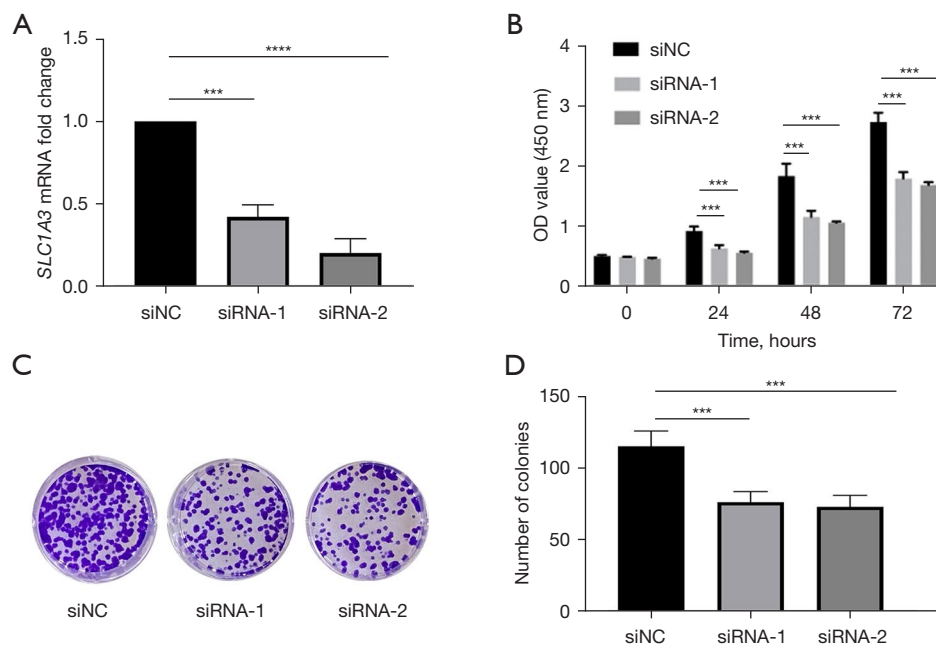 A
SLC1A3 mRNA fold change
1.5
1.0
0.5
0.0
****
***
siNC siRNA-1 siRNA-2
B
OD value (450 nm)
4
3
2
1
0
siNC
siRNA-1
siRNA-2
***
***
***
***
***
***
0 24 48 72
Time, hours
C
siNC siRNA-1 siRNA-2
D
Number of colonies
150
100
50
0
***
***
siNC siRNA-1 siRNA-2